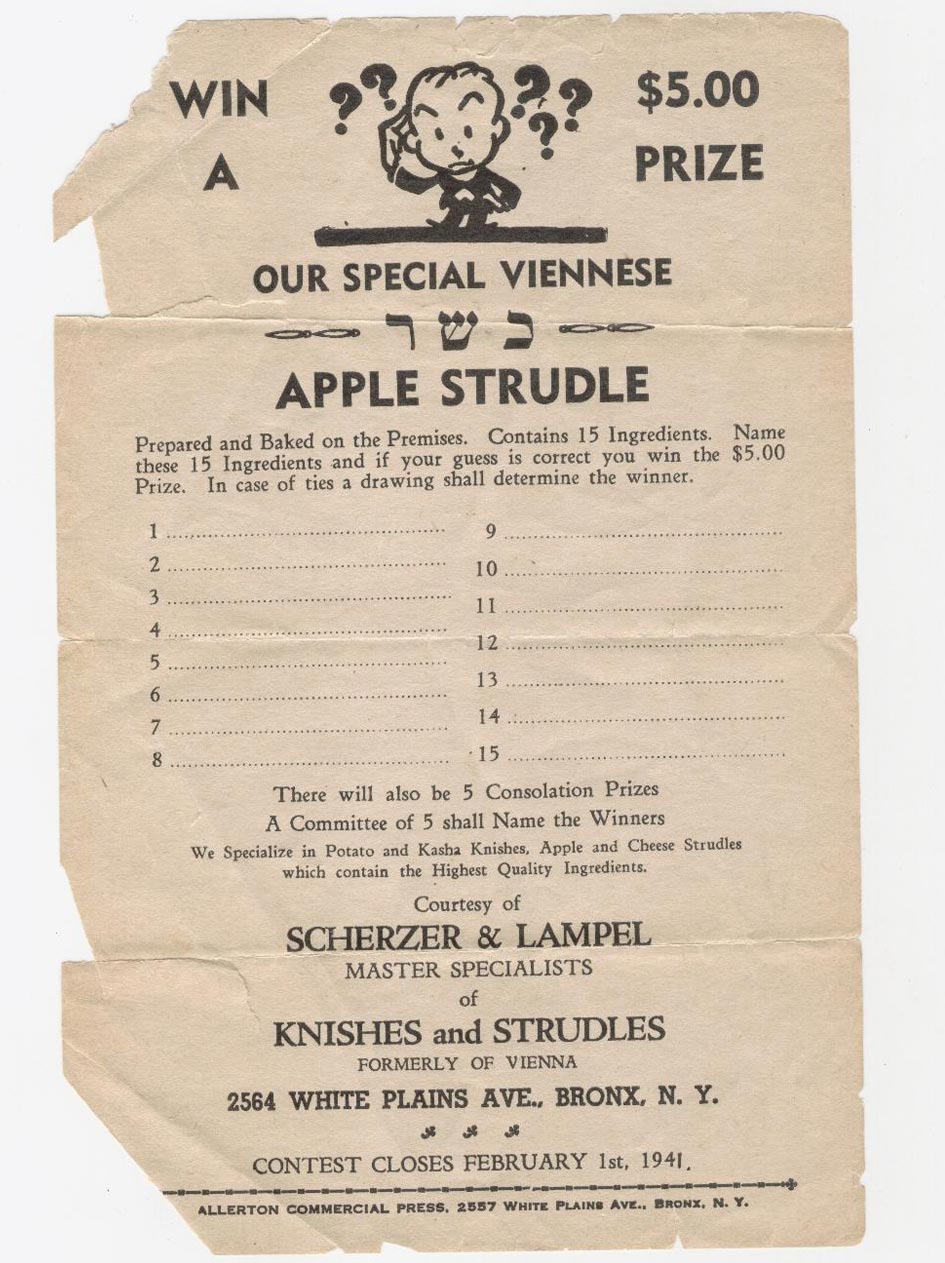 WIN
A
? ? ? ? ?
$5.00
PRIZE
OUR SPECIAL VIENNESE
כשר
APPLE STRUDLE
Prepared and Baked on the Premises. Contains 15 Ingredients. Name
these 15 Ingredients and if your guess is correct you win the $5.00
Prize. In case of ties a drawing shall determine the winner.
1
2
3
4
5
6
7
8
9
10
11
12
13
14
15
There will also be 5 Consolation Prizes
A Committee of 5 shall Name the Winners
We Specialize in Potato and Kasha Knishes, Apple and Cheese Strudles
which contain the Highest Quality Ingredients.
Courtesy of
SCHERZER & LAMPEL
MASTER SPECIALISTS
of
KNISHES and STRUDLES
FORMERLY OF VIENNA
2564 WHITE PLAINS AVE., BRONX, N. Y.
CONTEST CLOSES FEBRUARY 1st, 1941.
ALLERTON COMMERCIAL PRESS, 2557 WHITE PLAINS AVE., BRONX, N. Y.